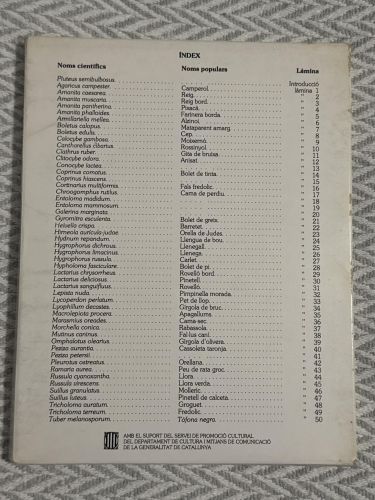 ÍNDEX
Noms científics Noms populars Làmina
Pluteus semibulbosus. Introducció
Agaricus campester. Camperol. làmina 1
Amanita caesarea. Reig. " 2
Amanita muscaria. Reig bord. " 3
Amanita pantherina. Pixacà. " 4
Amanita phalloides. Farinera borda. " 5
Armillariella mellea. Alzinoi. " 6
Boletus calopus. Mataparent amarg. " 7
Boletus edulis. Cep. " 8
Calocybe gambosa. Moixernó. " 9
Cantharellus cibarius. Rossinyol. " 10
Clathrus ruber. Gita de bruixa. " 11
Clitocybe odora. Anisat. " 12
Conocybe lactea. " 13
Coprinus comatus. Bolet de tinta. " 14
Coprinus hiascens. " 15
Cortinarius multiformis. Fals fredolic. " 16
Chroogomphus rutilus. Cama de perdiu. " 17
Entoloma madidum. " 18
Entoloma mammosum. " 19
Galerina marginata. " 20
Gyromitra esculenta. Bolet de greix. " 21
Helvella crispa. Barretet. " 22
Hirneola auricula-judae. Orella de Judes. " 23
Hydnum repandum. Llengua de bou. " 24
Hygrophorus dichrous. Llenegall. " 25
Hygrophorus limacinus. Llenega. " 26
Hygrophorus russula. Carlet. " 27
Hypholoma fasciculare. Bolet de pi. " 28
Lactarius chrysorrheus. Rovelló bord. " 29
Lactarius deliciosus. Pinetell. " 30
Lactarius sanguifluus. Rovelló. " 31
Lepista nuda. Pimpinella morada. " 32
Lycoperdon perlatum. Pet de llop. " 33
Lyophyllum decastes. Gírgola de bruc. " 34
Macrolepiota procera. Apagallums. " 35
Marasmius oreades. Cama-sec. " 36
Morchella conica. Rabassola. " 37
Mutinus caninus. Fal·lus caní. " 38
Omphalotus olearius. Gírgola d'olivera. " 39
Peziza aurantia. Cassoleta taronja. " 40
Peziza petersii. " 41
Pleurotus ostreatus. Orellana. " 42
Ramaria aurea. Peu de rata groc. " 43
Russula cyanoxantha. Llora. " 44
Russula virescens. Llora verda. " 45
Suillus granulatus. Molleric. " 46
Suillus luteus. Pinetell de calceta. " 47
Tricholoma auratum. Groguet. " 48
Tricholoma terreum. Fredolic. " 49
Tuber melanosporum. Tòfona negra. " 50
AMB EL SUPORT DEL SERVEI DE PROMOCIÓ CULTURAL
DEL DEPARTAMENT DE CULTURA I MITJANS DE COMUNICACIÓ
DE LA GENERALITAT DE CATALUNYA